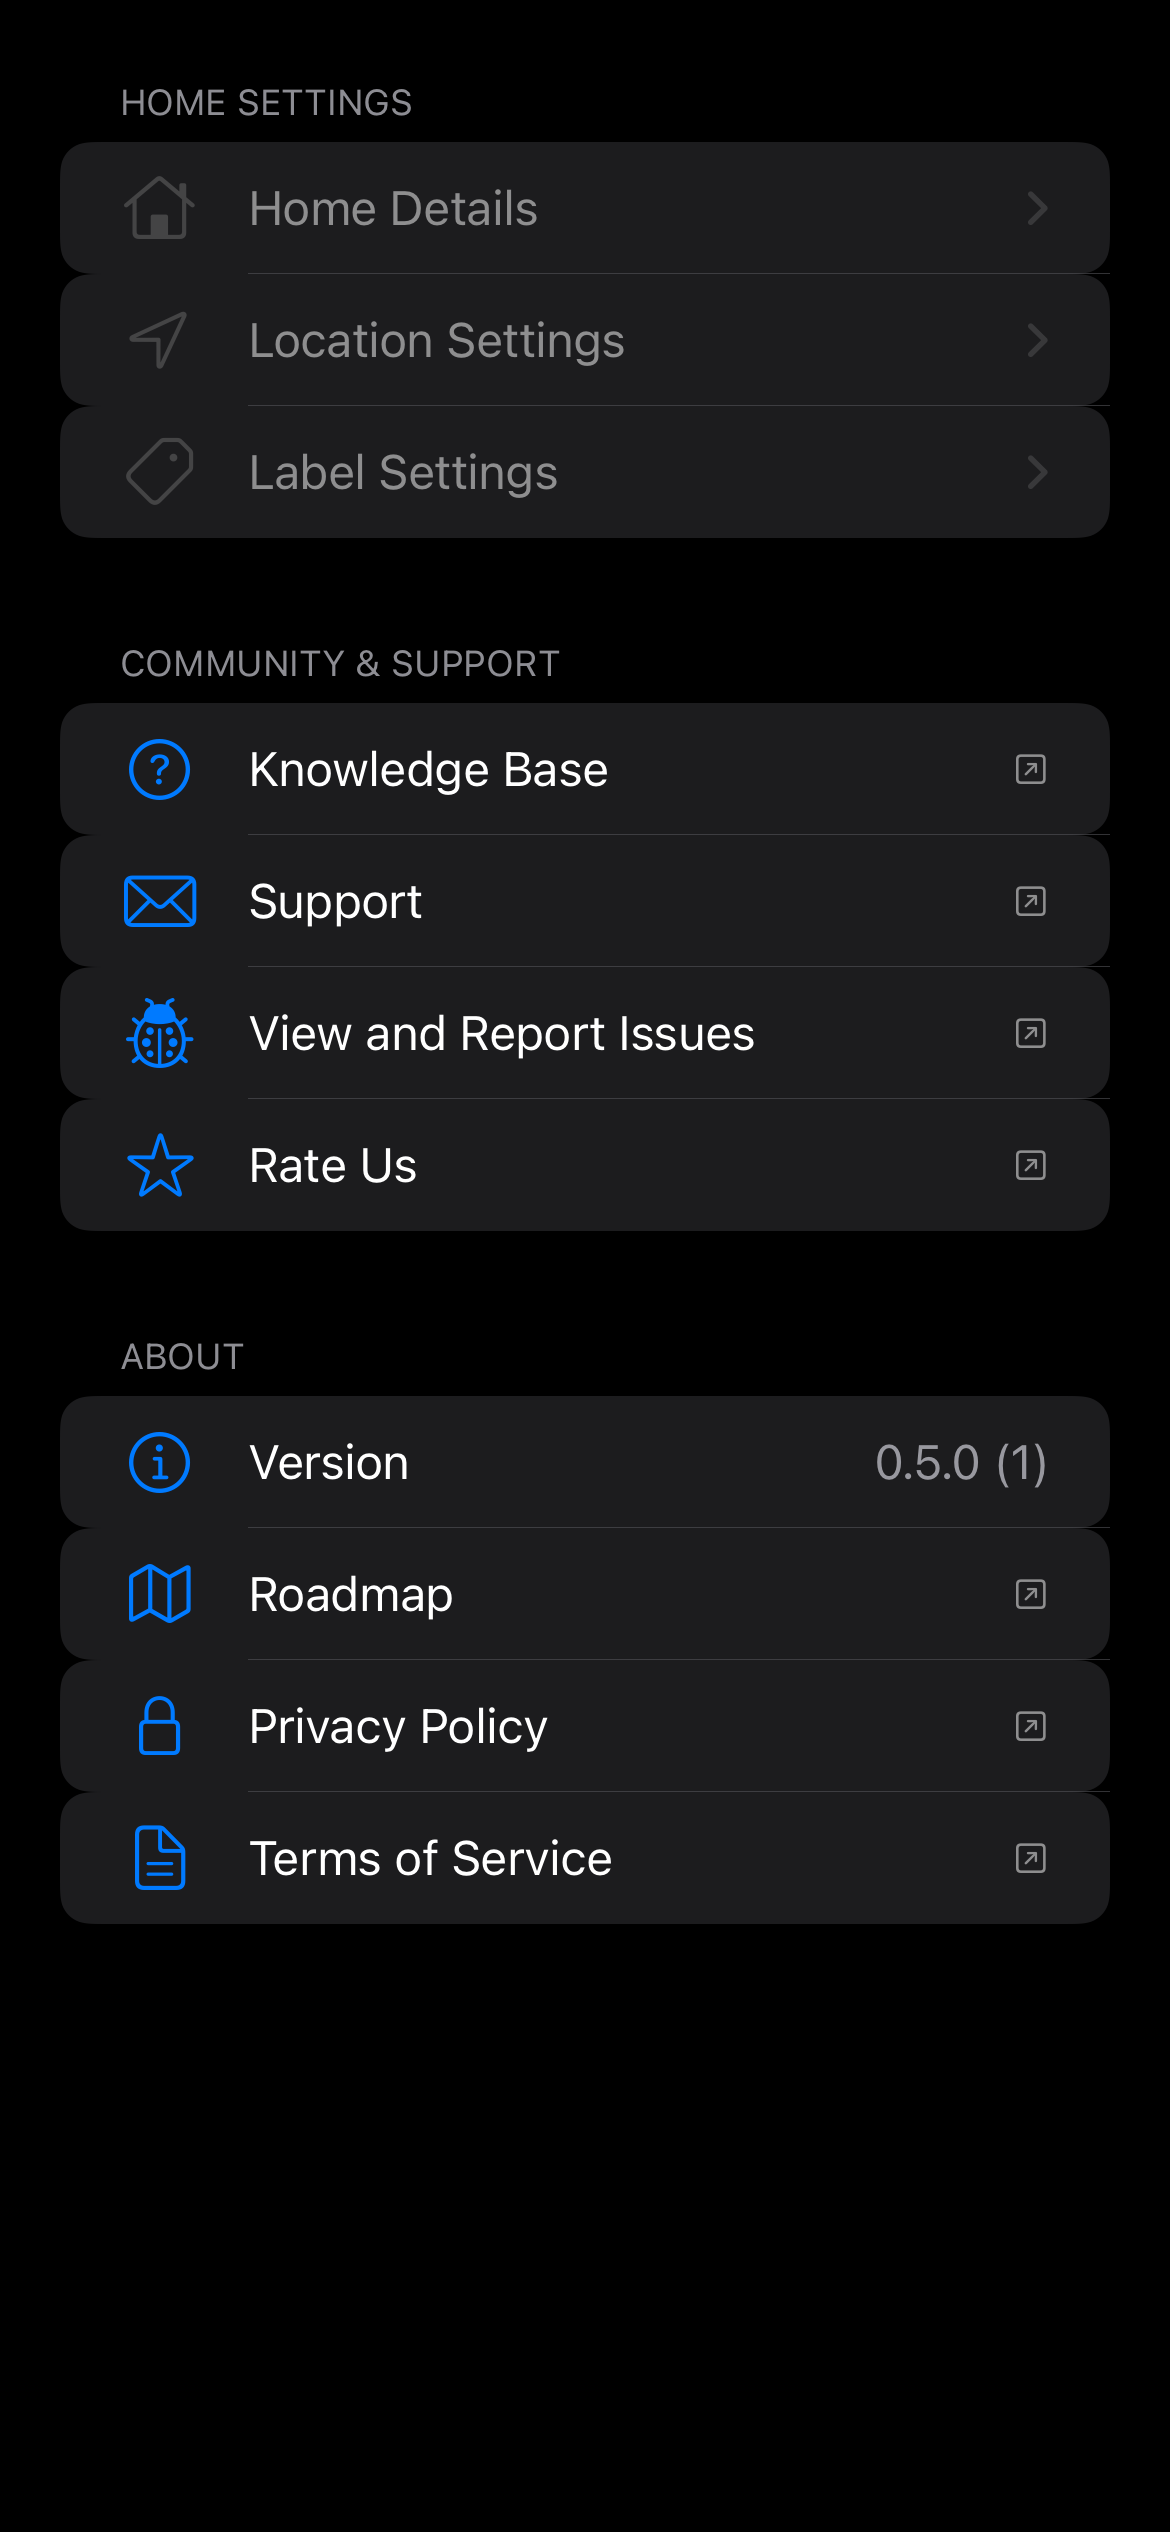 HOME SETTINGS
Home Details
Location Settings
Label Settings
COMMUNITY & SUPPORT
Knowledge Base
Support
View and Report Issues
Rate Us
ABOUT
Version 0.5.0 (1)
Roadmap
Privacy Policy
Terms of Service